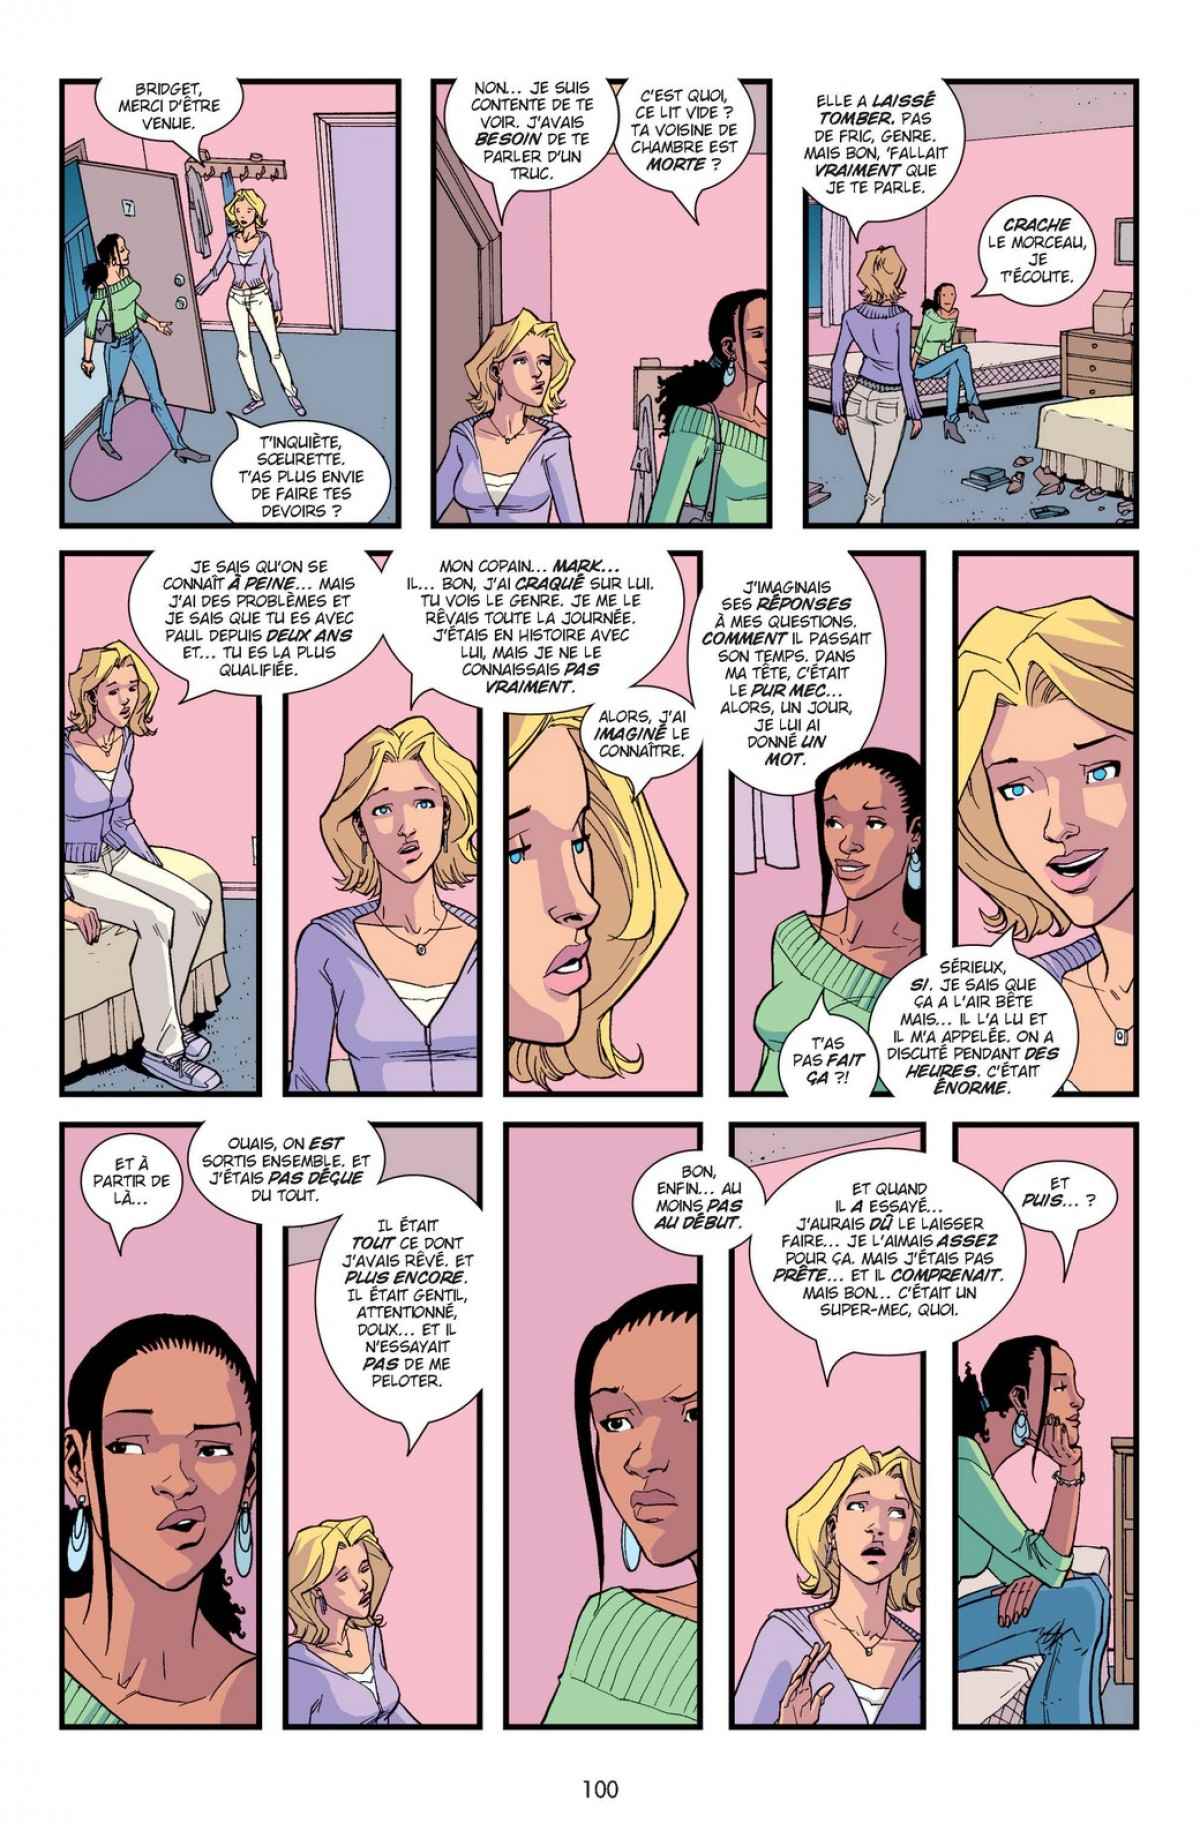 BRIDGET,
MERCI D'ÊTRE
VENUE.
7
T'INQUIÈTE,
SŒURETTE.
T'AS PLUS ENVIE
DE FAIRE TES
DEVOIRS ?
NON... JE SUIS
CONTENTE DE TE
VOIR. J'AVAIS
BESOIN DE TE
PARLER D'UN
TRUC.
C'EST QUOI,
CE LIT VIDE ?
TA VOISINE DE
CHAMBRE EST
MORTE ?
ELLE A LAISSÉ
TOMBER. PAS
DE FRIC, GENRE.
MAIS BON, 'FALLAIT
VRAIMENT QUE
JE TE PARLE.
CRACHE
LE MORCEAU,
JE
T'ÉCOUTE.
JE SAIS QU'ON SE
CONNAÎT À PEINE... MAIS
J'AI DES PROBLÈMES ET
JE SAIS QUE TU ES AVEC
PAUL DEPUIS DEUX ANS
ET... TU ES LA PLUS
QUALIFIÉE.
MON COPAIN... MARK...
IL... BON, J'AI CRAQUÉ SUR LUI.
TU VOIS LE GENRE. JE ME LE
RÊVAIS TOUTE LA JOURNÉE.
J'ÉTAIS EN HISTOIRE AVEC
LUI, MAIS JE NE LE
CONNAISSAIS PAS
VRAIMENT.
ALORS, J'AI
IMAGINÉ LE
CONNAÎTRE.
J'IMAGINAIS
SES RÉPONSES
À MES QUESTIONS.
COMMENT IL PASSAIT
SON TEMPS. DANS
MA TÊTE, C'ÉTAIT
LE PUR MEC...
ALORS, UN JOUR,
JE LUI AI
DONNÉ UN
MOT.
T'AS
PAS FAIT
ÇA ?!
SÉRIEUX,
SI. JE SAIS QUE
ÇA A L'AIR BÊTE
MAIS... IL L'A LU ET
IL M'A APPELÉE. ON A
DISCUTÉ PENDANT DES
HEURES. C'ÉTAIT
ÉNORME.
ET À
PARTIR DE
LÀ...
OUAIS, ON EST
SORTIS ENSEMBLE. ET
J'ÉTAIS PAS DÉÇUE
DU TOUT.
IL ÉTAIT
TOUT CE DONT
J'AVAIS RÊVÉ. ET
PLUS ENCORE.
IL ÉTAIT GENTIL,
ATTENTIONNÉ,
DOUX... ET IL
N'ESSAYAIT
PAS DE ME
PELOTER.
BON,
ENFIN... AU
MOINS PAS
AU DÉBUT.
ET QUAND
IL A ESSAYÉ...
J'AURAIS DÛ LE LAISSER
FAIRE... JE L'AIMAIS ASSEZ
POUR ÇA. MAIS J'ÉTAIS PAS
PRÊTE... ET IL COMPRENAIT.
MAIS BON... C'ÉTAIT UN
SUPER-MEC, QUOI.
ET
PUIS... ?
100